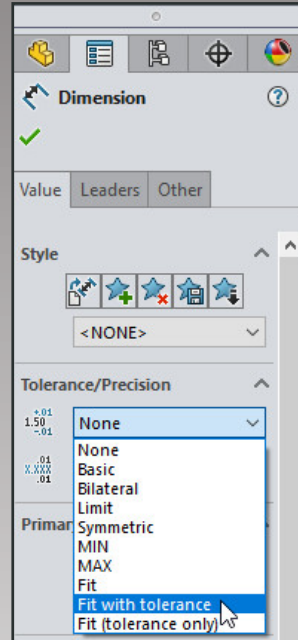 Dimension
?
Value Leaders Other
Style
<NONE>
Tolerance/Precision
+.01
1.50
-.01
None
.01
X.XXX
.01
None
Basic
Bilateral
Limit
Symmetric
MIN
MAX
Fit
Fit with tolerance
Fit (tolerance only)